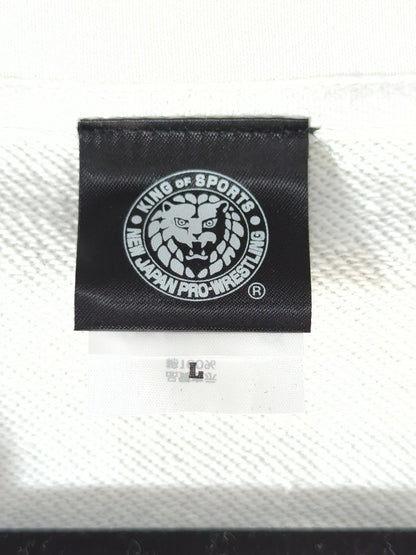 KING OF SPORTS
NEW JAPAN PRO-WRESTLING
®
L